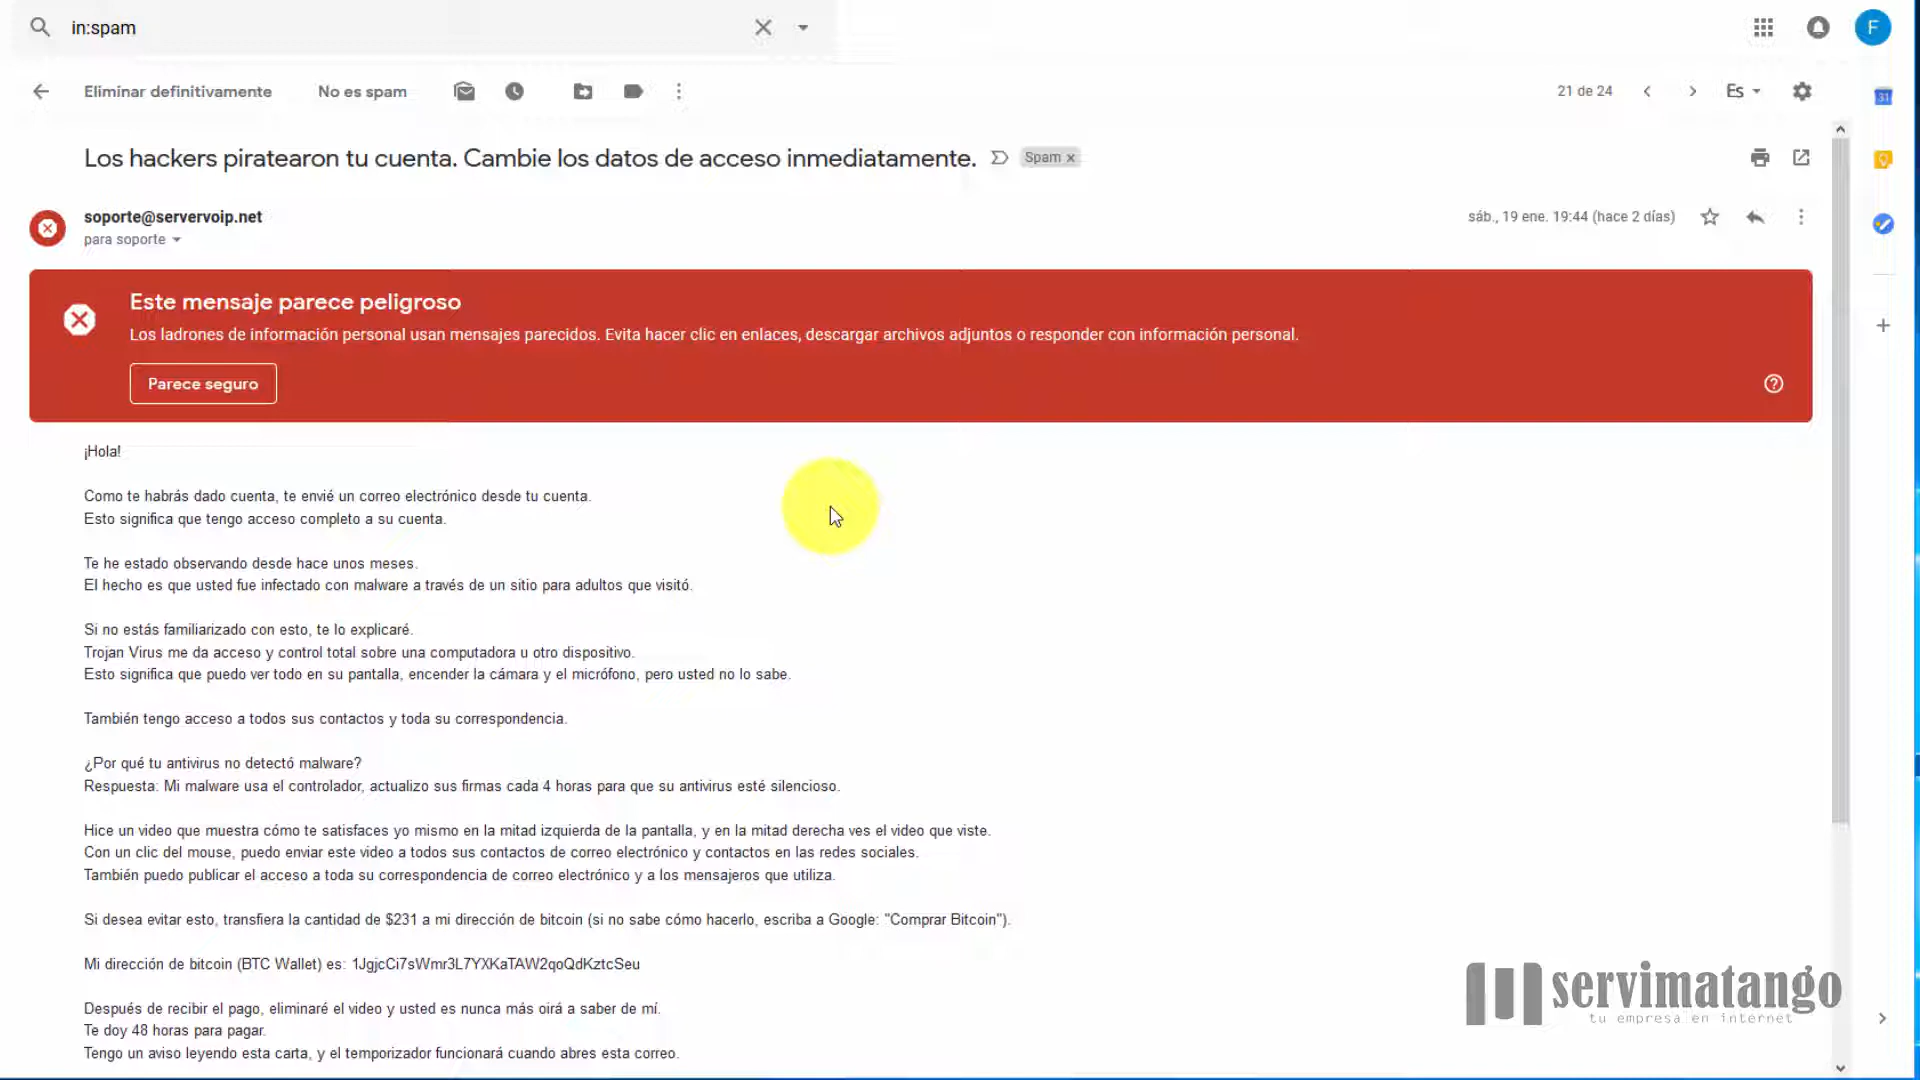 in:spam
F
Eliminar definitivamente No es spam 21 de 24 Es
31
Los hackers piratearon tu cuenta. Cambie los datos de acceso inmediatamente. Spam x
soporte@servervoip.net sáb., 19 ene. 19:44 (hace 2 días)
para soporte
Este mensaje parece peligroso
Los ladrones de información personal usan mensajes parecidos. Evita hacer clic en enlaces, descargar archivos adjuntos o responder con información personal.
Parece seguro
¡Hola!
Como te habrás dado cuenta, te envié un correo electrónico desde tu cuenta.
Esto significa que tengo acceso completo a su cuenta.
Te he estado observando desde hace unos meses.
El hecho es que usted fue infectado con malware a través de un sitio para adultos que visitó.
Si no estás familiarizado con esto, te lo explicaré.
Trojan Virus me da acceso y control total sobre una computadora u otro dispositivo.
Esto significa que puedo ver todo en su pantalla, encender la cámara y el micrófono, pero usted no lo sabe.
También tengo acceso a todos sus contactos y toda su correspondencia.
¿Por qué tu antivirus no detectó malware?
Respuesta: Mi malware usa el controlador, actualizo sus firmas cada 4 horas para que su antivirus esté silencioso.
Hice un video que muestra cómo te satisfaces yo mismo en la mitad izquierda de la pantalla, y en la mitad derecha ves el video que viste.
Con un clic del mouse, puedo enviar este video a todos sus contactos de correo electrónico y contactos en las redes sociales.
También puedo publicar el acceso a toda su correspondencia de correo electrónico y a los mensajeros que utiliza.
Si desea evitar esto, transfiera la cantidad de $231 a mi dirección de bitcoin (si no sabe cómo hacerlo, escriba a Google: "Comprar Bitcoin").
Mi dirección de bitcoin (BTC Wallet) es: 1JgjcCi7sWmr3L7YXKaTAW2qoQdKztcSeu
Después de recibir el pago, eliminaré el video y usted es nunca más oirá a saber de mí.
Te doy 48 horas para pagar.
Tengo un aviso leyendo esta carta, y el temporizador funcionará cuando abres esta correo.
servimatango
tu empresa en internet